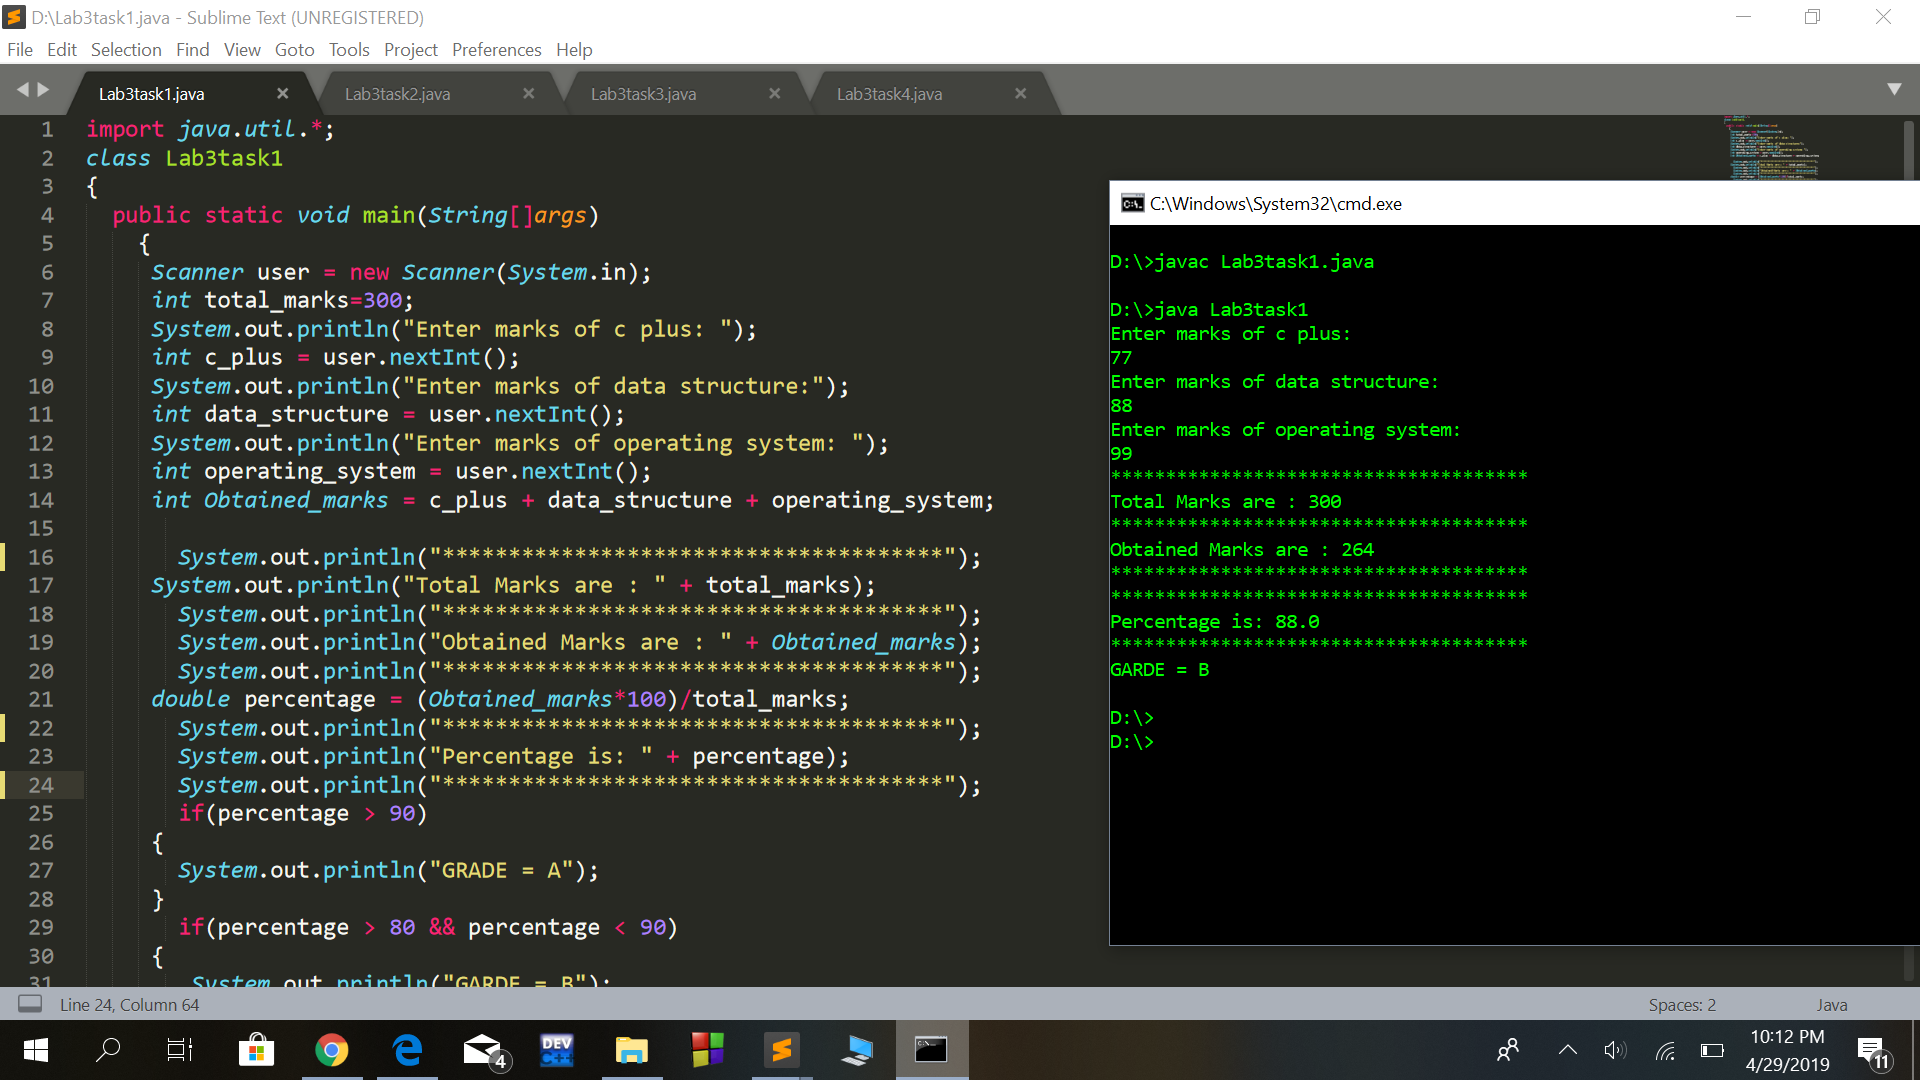 D:\Lab3task1.java - Sublime Text (UNREGISTERED)
File Edit Selection Find View Goto Tools Project Preferences Help
Lab3task1.java Lab3task2.java Lab3task3.java Lab3task4.java
1 import java.util.*;
2 class Lab3task1
3 {
4 public static void main(String[]args)
5 {
6 Scanner user = new Scanner(System.in);
7 int total_marks=300;
8 System.out.println("Enter marks of c plus: ");
9 int c_plus = user.nextInt();
10 System.out.println("Enter marks of data structure:");
11 int data_structure = user.nextInt();
12 System.out.println("Enter marks of operating system: ");
13 int operating_system = user.nextInt();
14 int Obtained_marks = c_plus + data_structure + operating_system;
15
16 System.out.println("**************************************");
17 System.out.println("Total Marks are : " + total_marks);
18 System.out.println("**************************************");
19 System.out.println("Obtained Marks are : " + Obtained_marks);
20 System.out.println("**************************************");
21 double percentage = (Obtained_marks*100)/total_marks;
22 System.out.println("**************************************");
23 System.out.println("Percentage is: " + percentage);
24 System.out.println("**************************************");
25 if(percentage > 90)
26 {
27 System.out.println("GRADE = A");
28 }
29 if(percentage > 80 && percentage < 90)
30 {
31 System.out.println("GARDE = B");
C:\Windows\System32\cmd.exe
D:\>javac Lab3task1.java
D:\>java Lab3task1
Enter marks of c plus:
77
Enter marks of data structure:
88
Enter marks of operating system:
99
**************************************
Total Marks are : 300
**************************************
Obtained Marks are : 264
**************************************
**************************************
Percentage is: 88.0
**************************************
GARDE = B
D:\>
D:\>
Line 24, Column 64
Spaces: 2 Java
4
DEV
C++
10:12 PM
4/29/2019
11